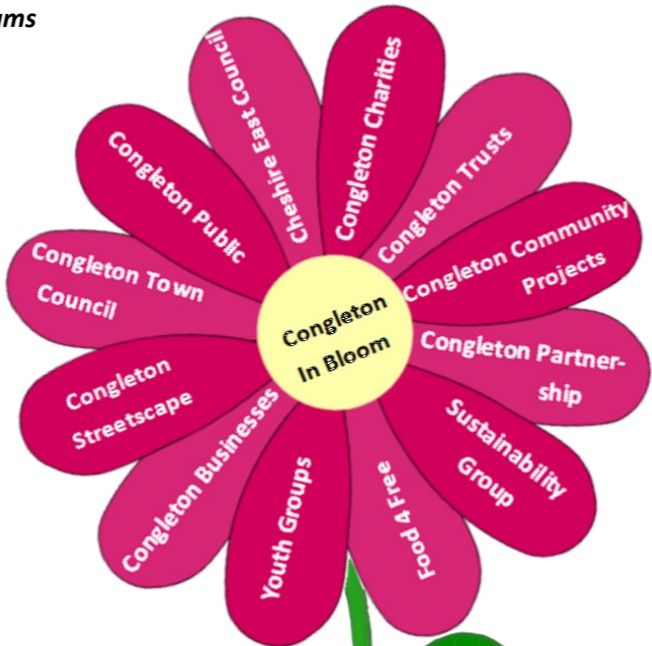 Cheshire East Council
Congleton Charities
Congleton Trusts
Congleton Community
Projects
Congleton Partner-
ship
Sustainability
Group
Food 4 Free
Youth Groups
Congleton Businesses
Congleton
Streetscape
Congleton Town
Council
Congleton Public
Congleton
In Bloom